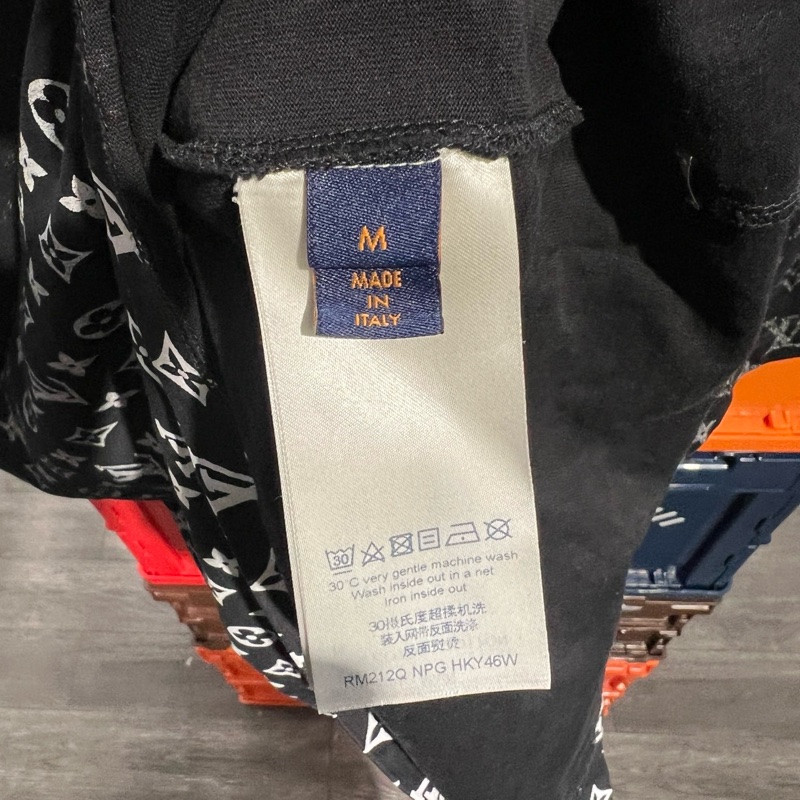 M
MADE
IN
ITALY
30
30°C very gentle machine wash
Wash inside out in a net
iron inside out
30摄氏度超揉机洗
装入网带反面洗涤
反面熨烫
RM212Q NPG HKY46W